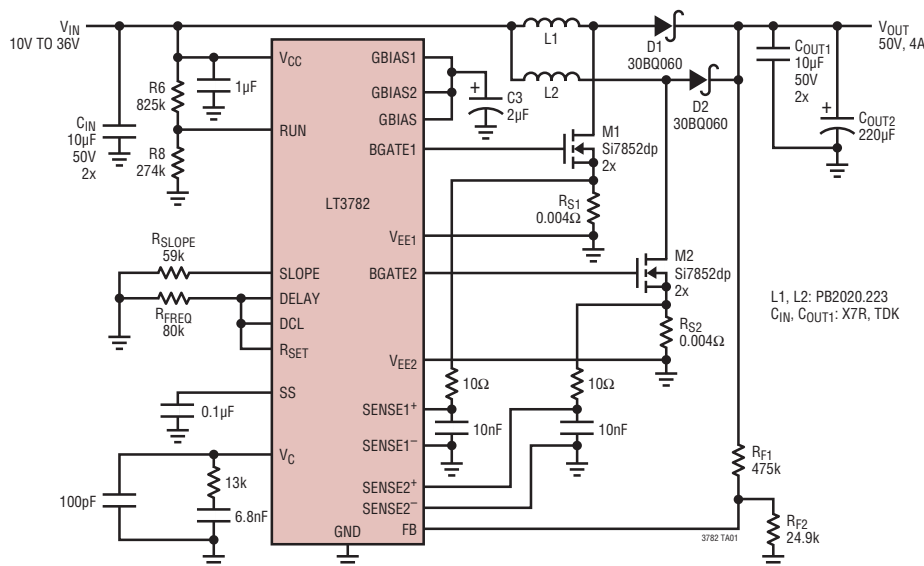 VIN
10V TO 36V
L1
D1
30BQ060
VOUT
50V, 4A
L2
D2
30BQ060
COUT1
10µF
50V
2x
+
COUT2
220µF
R6
825k
1µF
CIN
10µF
50V
2x
R8
274k
VCC
RUN
LT3782
GBIAS1
GBIAS2
GBIAS
BGATE1
+
C3
2µF
M1
Si7852dp
2x
RS1
0.004Ω
VEE1
BGATE2
M2
Si7852dp
2x
RS2
0.004Ω
VEE2
RSLOPE
59k
RFREQ
80k
SLOPE
DELAY
DCL
RSET
SS
0.1µF
VC
100pF
13k
6.8nF
10Ω
10Ω
SENSE1+
10nF
10nF
SENSE1–
SENSE2+
SENSE2–
FB
GND
L1, L2: PB2020.223
CIN, COUT1: X7R, TDK
RF1
475k
RF2
24.9k
3782 TA01